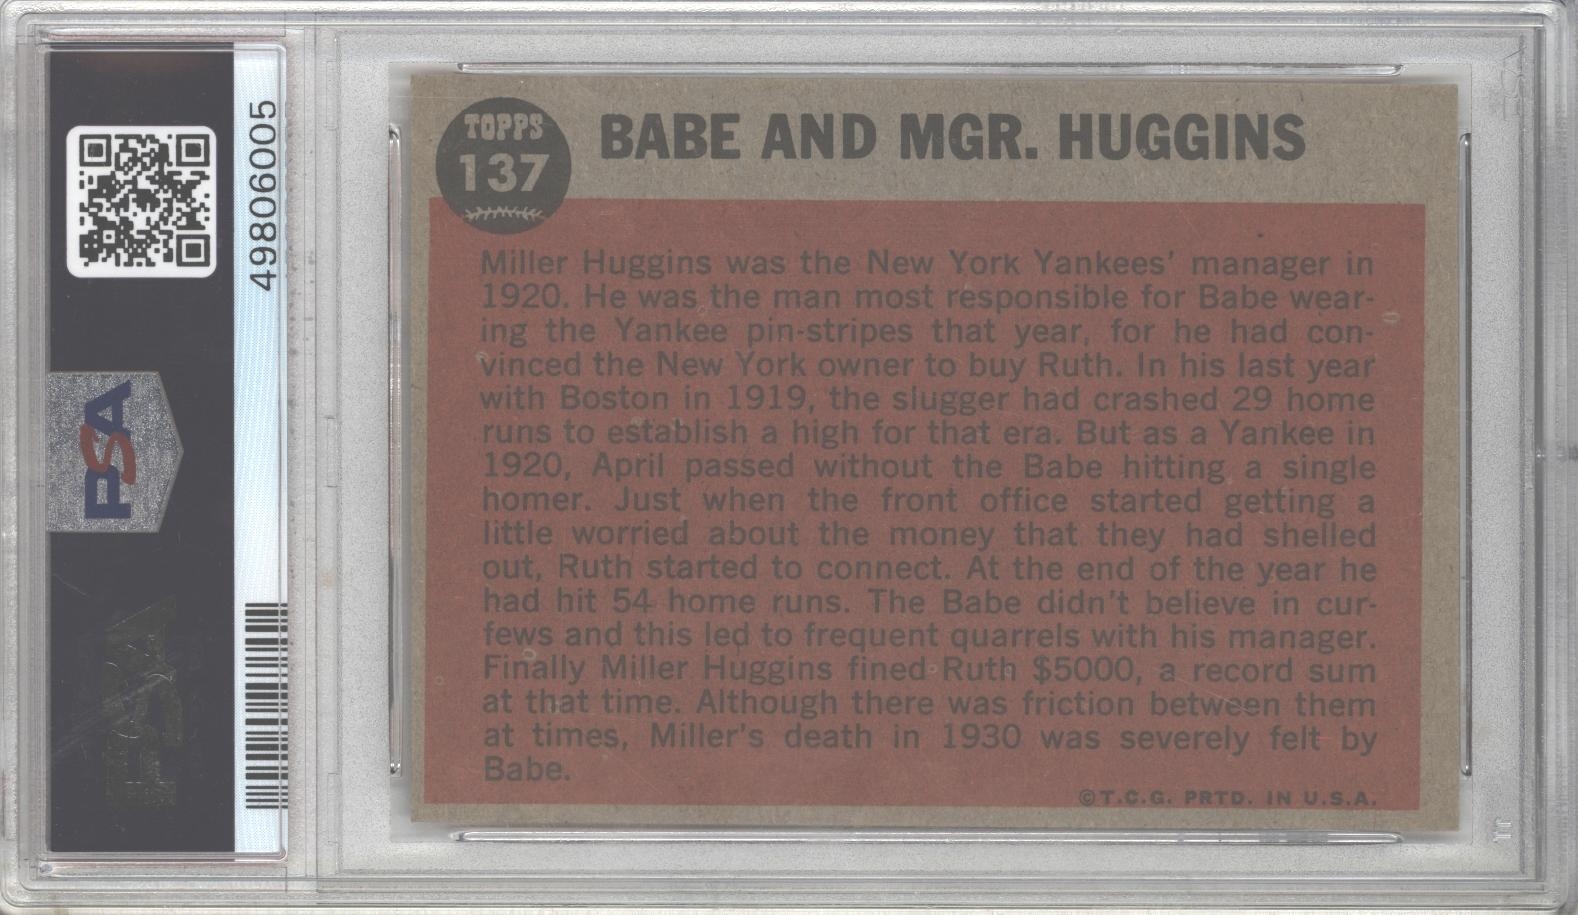 49806005
PSA
TOPPS
137
BABE AND MGR. HUGGINS
Miller Huggins was the New York Yankees' manager in
1920. He was the man most responsible for Babe wear-
ing the Yankee pin-stripes that year, for he had con-
vinced the New York owner to buy Ruth. In his last year
with Boston in 1919, the slugger had crashed 29 home
runs to establish a high for that era. But as a Yankee in
1920, April passed without the Babe hitting a single
homer. Just when the front office started getting a
little worried about the money that they had shelled
out, Ruth started to connect. At the end of the year he
had hit 54 home runs. The Babe didn't believe in cur-
fews and this led to frequent quarrels with his manager.
Finally Miller Huggins fined Ruth $5000, a record sum
at that time. Although there was friction between them
at times, Miller's death in 1930 was severely felt by
Babe.
©T.C.G. PRTD. IN U.S.A.
PSA